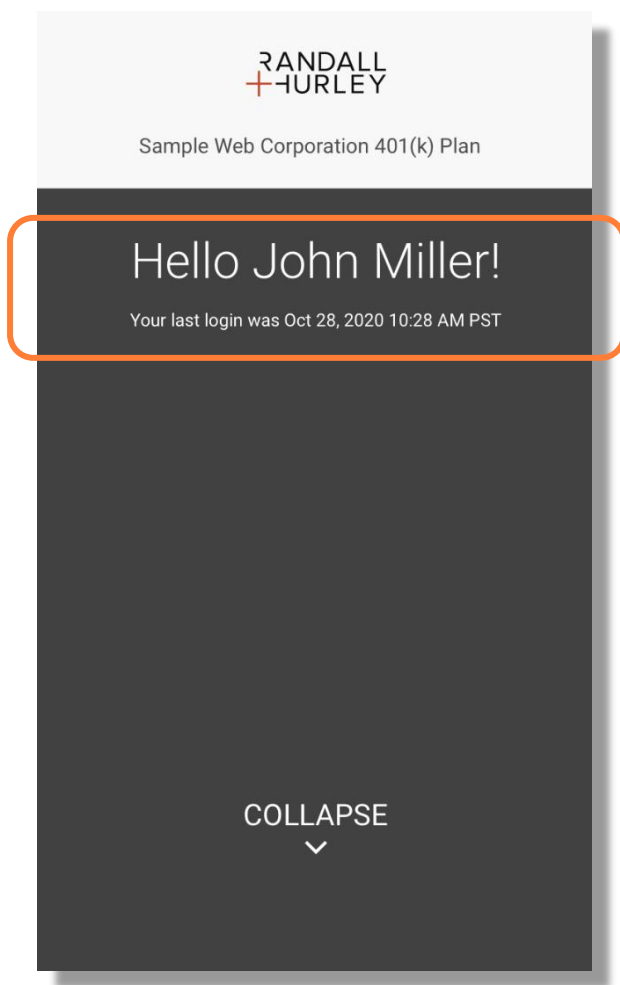 RANDALL
HURLEY
Sample Web Corporation 401(k) Plan
Hello John Miller!
Your last login was Oct 28, 2020 10:28 AM PST
COLLAPSE